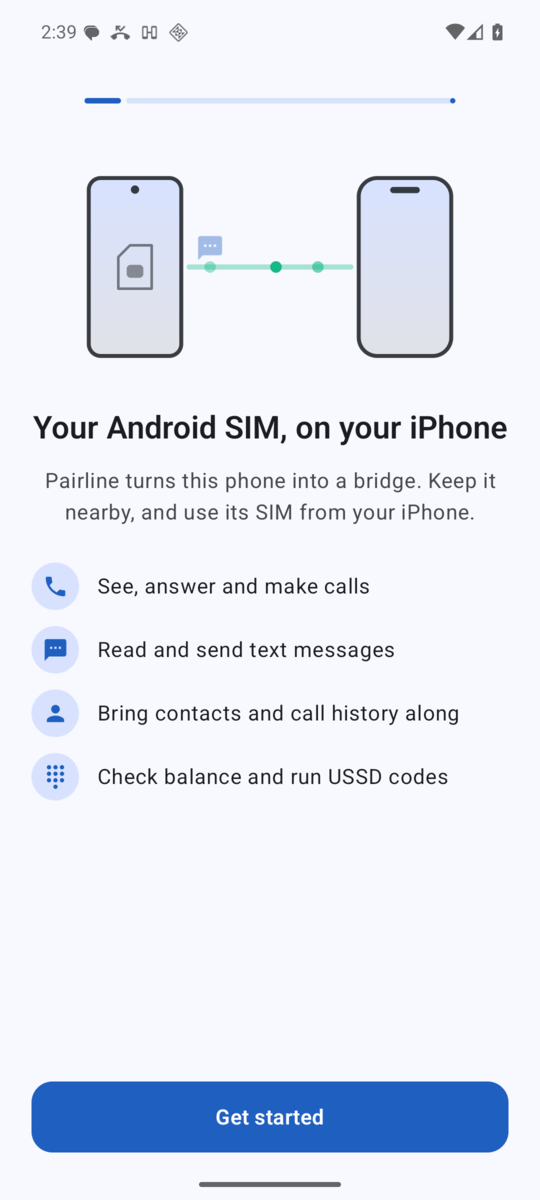 2:39
Your Android SIM, on your iPhone
Pairline turns this phone into a bridge. Keep it
nearby, and use its SIM from your iPhone.
See, answer and make calls
Read and send text messages
Bring contacts and call history along
Check balance and run USSD codes
Get started